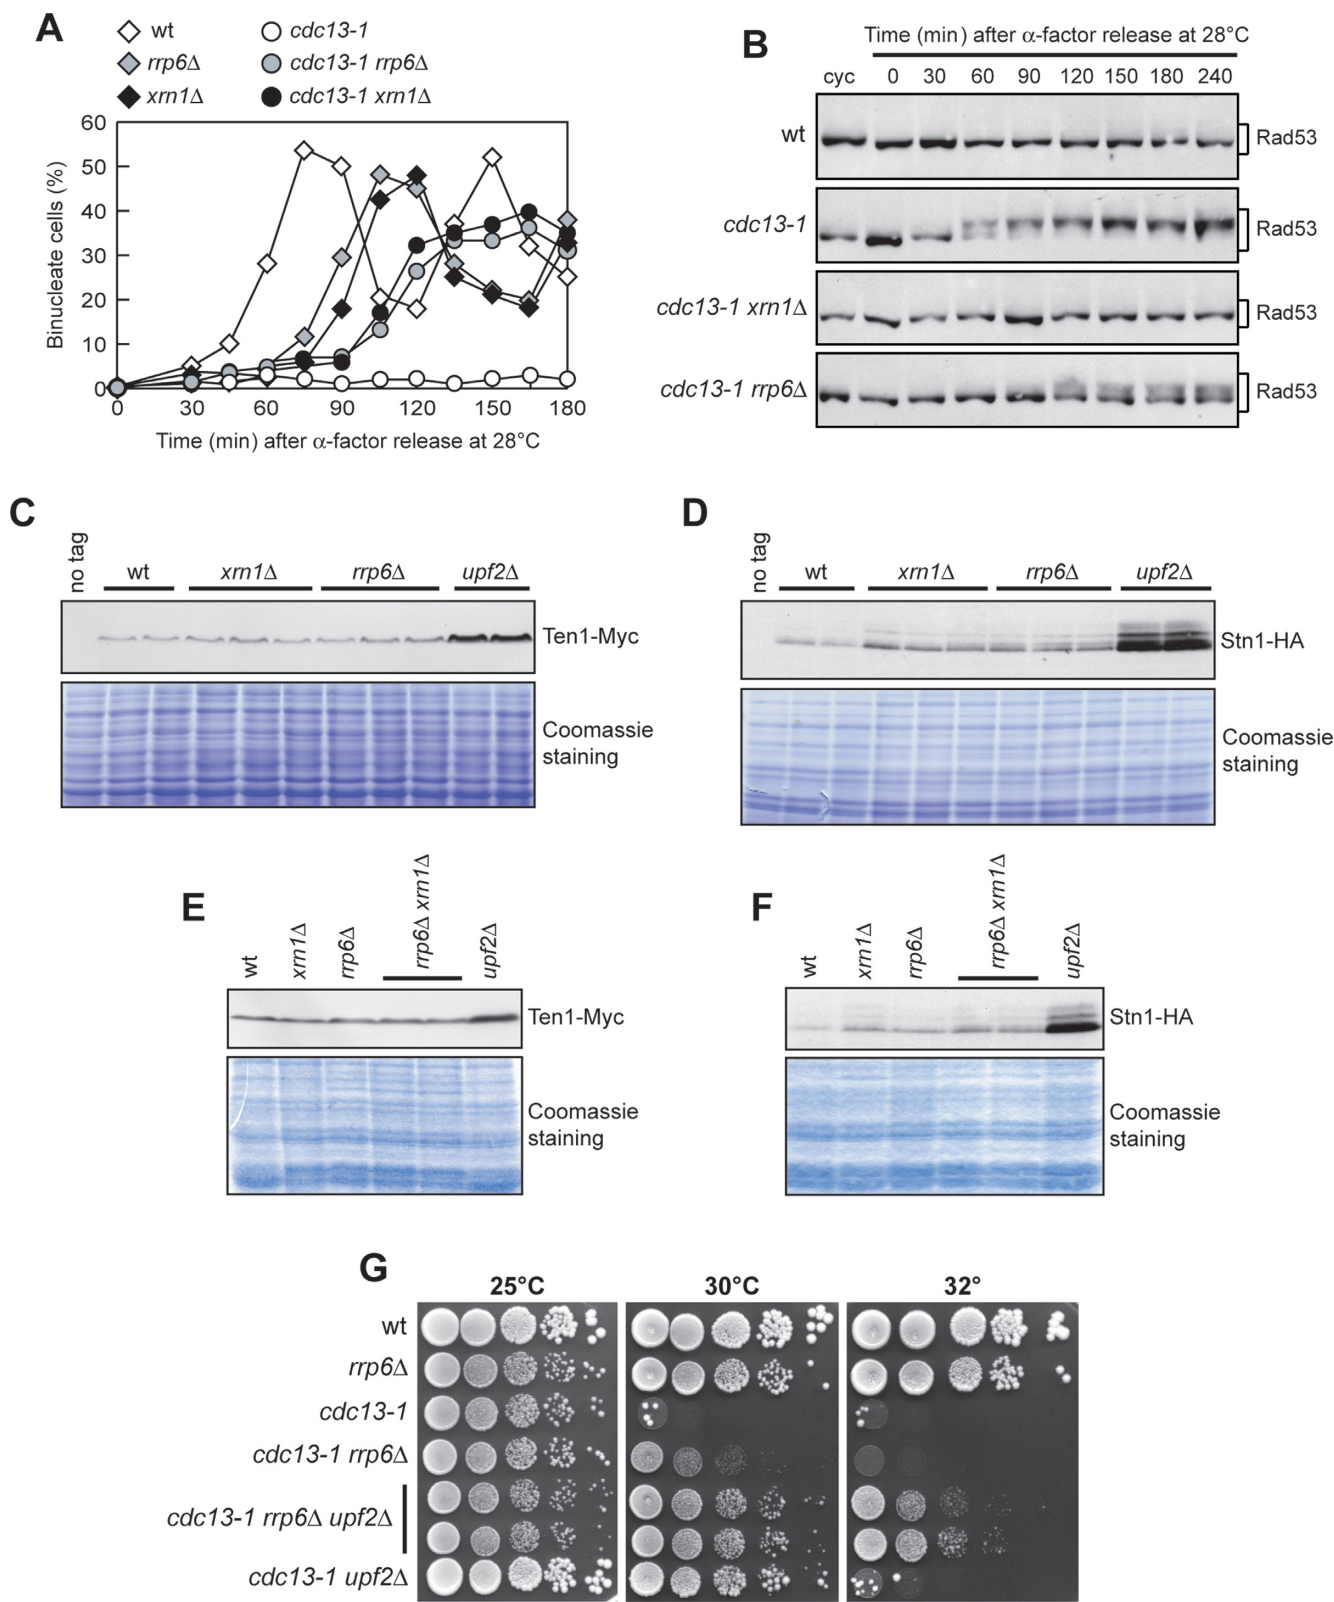 A
wt
cdc13-1
rrp6Δ
cdc13-1 rrp6Δ
xrn1Δ
cdc13-1 xrn1Δ
60
50
40
30
20
10
0
Binucleate cells (%)
0 30 60 90 120 150 180
Time (min) after α-factor release at 28°C
B
Time (min) after α-factor release at 28°C
cyc 0 30 60 90 120 150 180 240
wt
Rad53
cdc13-1
Rad53
cdc13-1 xrn1Δ
Rad53
cdc13-1 rrp6Δ
Rad53
C
no tag
wt
xrn1Δ
rrp6Δ
upf2Δ
Ten1-Myc
Coomassie
staining
D
no tag
wt
xrn1Δ
rrp6Δ
upf2Δ
Stn1-HA
Coomassie
staining
E
wt
xrn1Δ
rrp6Δ
rrp6Δ xrn1Δ
upf2Δ
Ten1-Myc
Coomassie
staining
F
wt
xrn1Δ
rrp6Δ
rrp6Δ xrn1Δ
upf2Δ
Stn1-HA
Coomassie
staining
G
25°C 30°C 32°
wt
rrp6Δ
cdc13-1
cdc13-1 rrp6Δ
cdc13-1 rrp6Δ upf2Δ
cdc13-1 upf2Δ